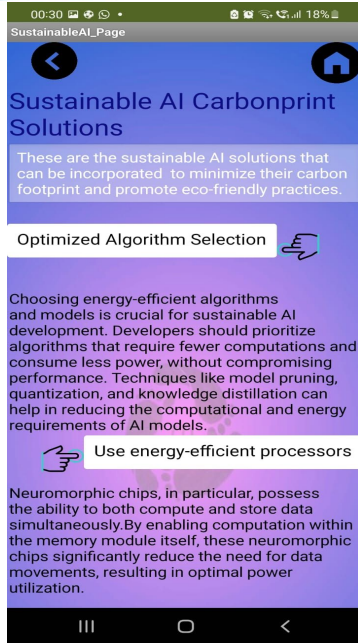 00:30 18%
SustainableAI_Page
Sustainable AI Carbonprint
Solutions
These are the sustainable AI solutions that
can be incorporated to minimize their carbon
footprint and promote eco-friendly practices.
Optimized Algorithm Selection
Choosing energy-efficient algorithms
and models is crucial for sustainable AI
development. Developers should prioritize
algorithms that require fewer computations and
consume less power, without compromising
performance. Techniques like model pruning,
quantization, and knowledge distillation can
help in reducing the computational and energy
requirements of AI models.
Use energy-efficient processors
Neuromorphic chips, in particular, possess
the ability to both compute and store data
simultaneously.By enabling computation within
the memory module itself, these neuromorphic
chips significantly reduce the need for data
movements, resulting in optimal power
utilization.